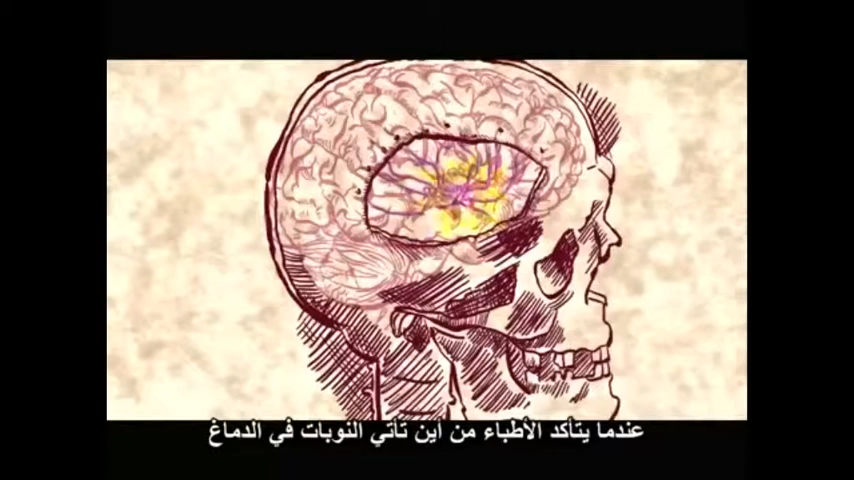 عندما يتأكد الأطباء من أين تأتي النوبات في الدماغ